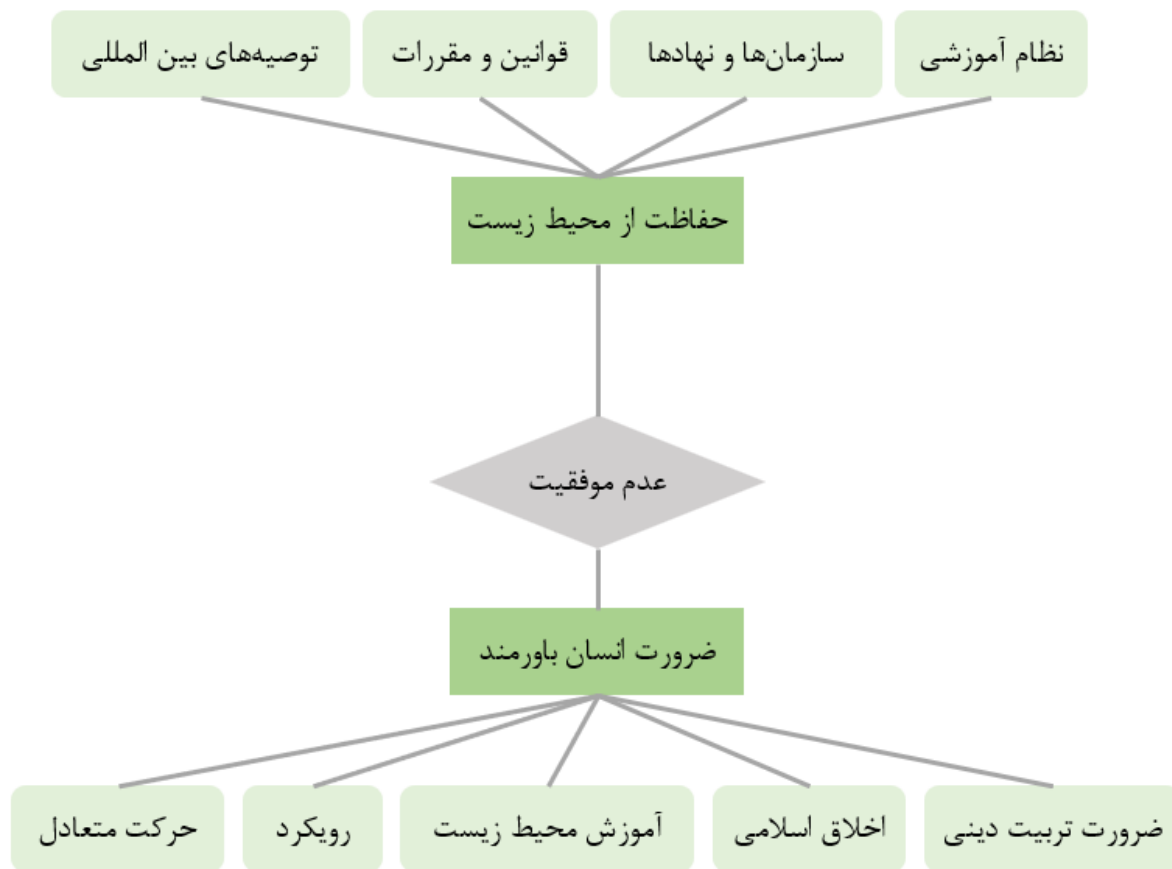 نظام آموزشی
سازمان‌ها و نهادها
قوانین و مقررات
توصیه‌های بین المللی
حفاظت از محیط زیست
عدم موفقیت
ضرورت انسان باورمند
ضرورت تربیت دینی
اخلاق اسلامی
آموزش محیط زیست
رویکرد
حرکت متعادل